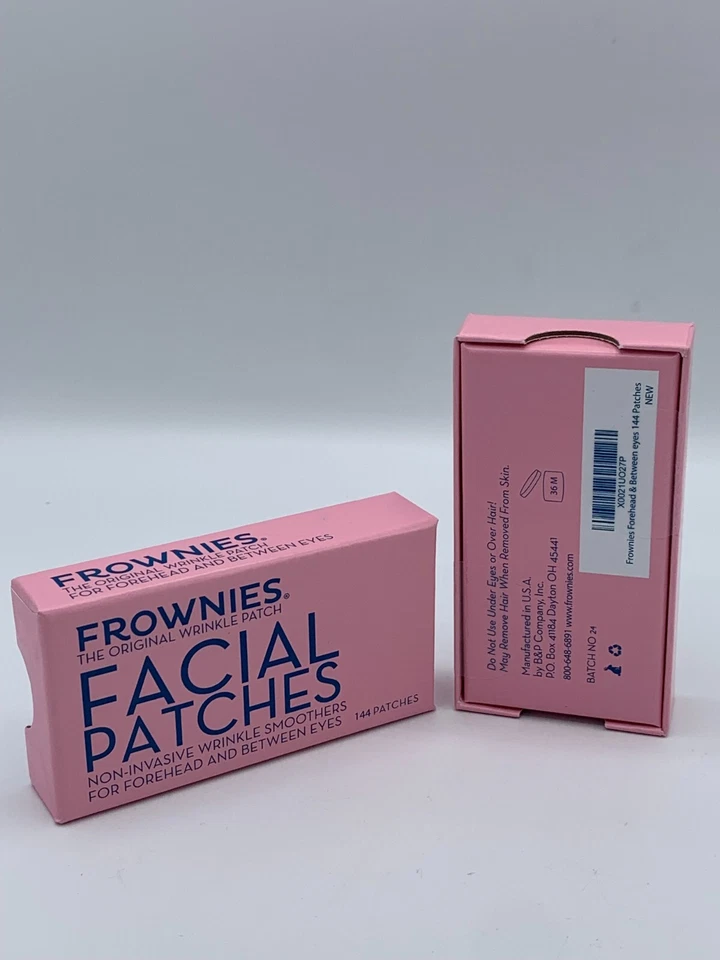 FROWNIES®
THE ORIGINAL WRINKLE PATCH
FOR FOREHEAD AND BETWEEN EYES
FROWNIES®
THE ORIGINAL WRINKLE PATCH
FACIAL
PATCHES
NON-INVASIVE WRINKLE SMOOTHERS
FOR FOREHEAD AND BETWEEN EYES
144 PATCHES
Do Not Use Under Eyes or Over Hair!
May Remove Hair When Removed From Skin.
36 M
Manufactured in U.S.A.
by B&P Company, Inc.
P.O. Box 41184 Dayton OH 45441
800-648-6891 www.frownies.com
BATCH NO 24
X0021UO27P
Frownies Forehead & Between eyes 144 Patches
NEW